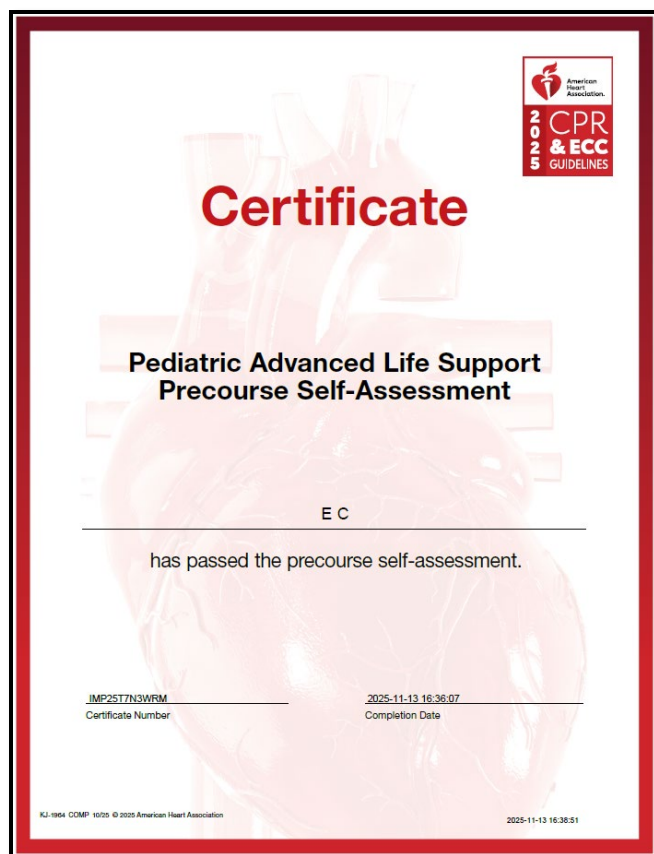 American
Heart
Association.
2025
CPR
& ECC
GUIDELINES
Certificate
Pediatric Advanced Life Support
Precourse Self-Assessment
E C
has passed the precourse self-assessment.
IMP25T7N3WRM 2025-11-13 16:36:07
Certificate Number Completion Date
KJ-1964 COMP 10/25 © 2025 American Heart Association 2025-11-13 16:38:51